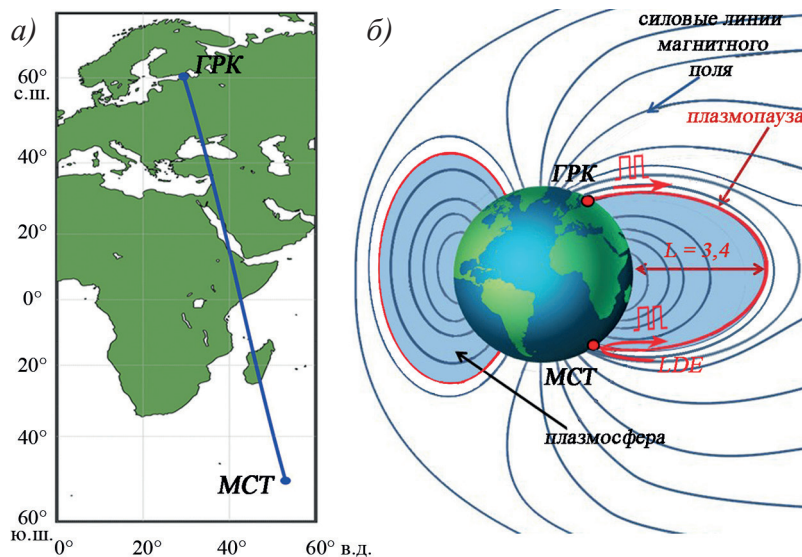 а)
ГРК
60°
с.ш.
40°
20°
0°
20°
40°
МСТ
60°
ю.ш.
0°
20°
40°
60° в.д.
б)
силовые линии
магнитного
поля
плазмопауза
ГРК
L = 3,4
МСТ
LDE
плазмосфера